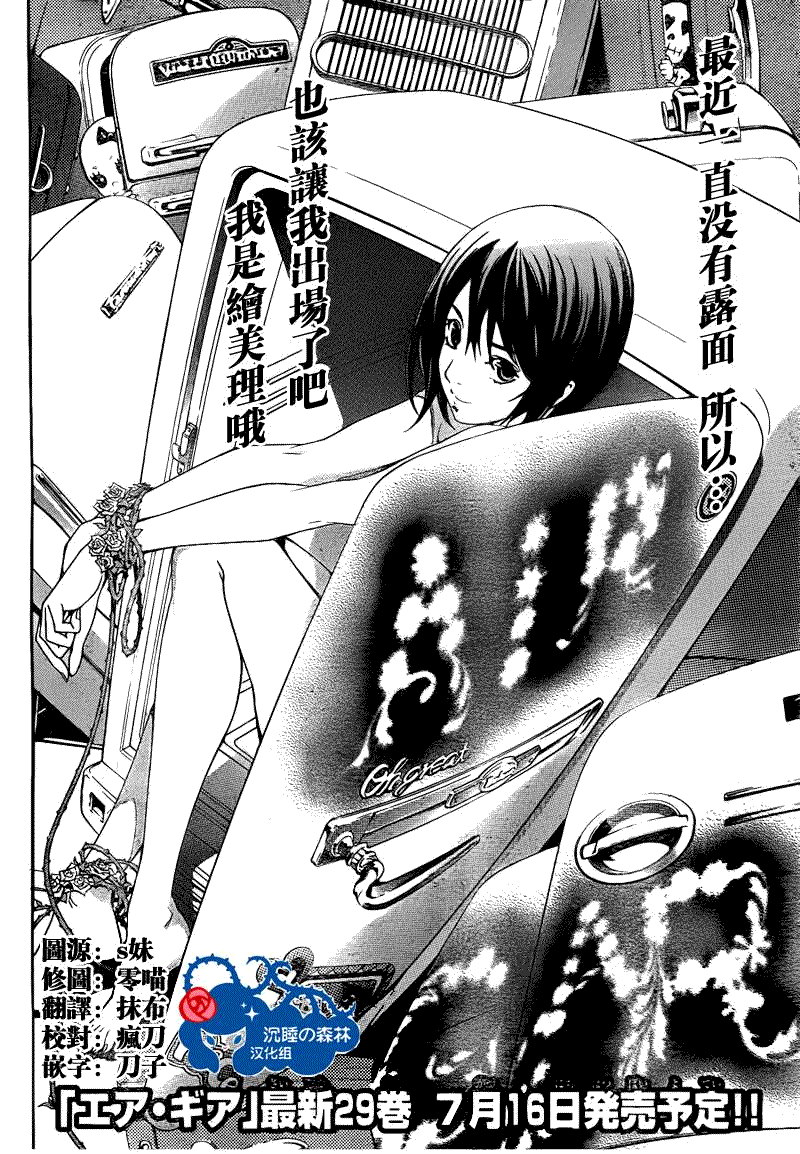 最近一直没有露面 所以…
也該讓我出場了吧
我是繪美理哦
Oh great
圖源：s妹
修圖：零喵
翻譯：抹布
校對：瘋刀
嵌字：刀子
沉睡の森林
汉化组
「エア・ギア」最新29巻 7月16日発売予定!!